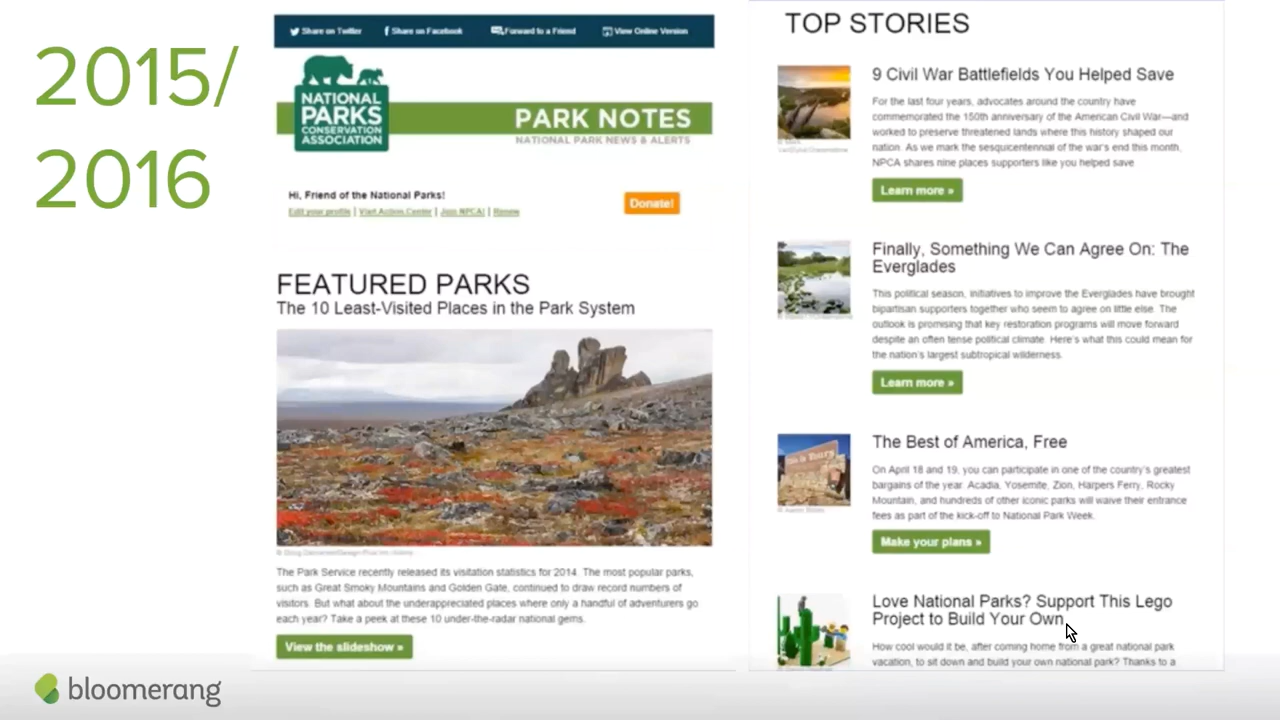 2015/
2016
Share on Twitter
Share on Facebook
Forward to a Friend
View Online Version
NATIONAL
PARKS
CONSERVATION
ASSOCIATION
PARK NOTES
NATIONAL PARK NEWS & ALERTS
Hi, Friend of the National Parks!
Edit your profile | Visit Action Center | Join NPCA! | Renew
Donate!
FEATURED PARKS
The 10 Least-Visited Places in the Park System
The Park Service recently released its visitation statistics for 2014. The most popular parks,
such as Great Smoky Mountains and Golden Gate, continued to draw record numbers of
visitors. But what about the underappreciated places where only a handful of adventurers go
each year? Take a peek at these 10 under-the-radar national gems.
View the slideshow »
TOP STORIES
9 Civil War Battlefields You Helped Save
For the last four years, advocates around the country have
commemorated the 150th anniversary of the American Civil War—and
worked to preserve threatened lands where this history shaped our
nation. As we mark the sesquicentennial of the war's end this month,
NPCA shares nine places supporters like you helped save
Learn more »
Finally, Something We Can Agree On: The
Everglades
This political season, initiatives to improve the Everglades have brought
bipartisan supporters together who seem to agree on little else. The
outlook is promising that key restoration programs will move forward
despite an often tense political climate. Here's what this could mean for
the nation's largest subtropical wilderness.
Learn more »
The Best of America, Free
On April 18 and 19, you can participate in one of the country's greatest
bargains of the year. Acadia, Yosemite, Zion, Harpers Ferry, Rocky
Mountain, and hundreds of other iconic parks will waive their entrance
fees as part of the kick-off to National Park Week.
Make your plans »
Love National Parks? Support This Lego
Project to Build Your Own
How cool would it be, after coming home from a great national park
vacation, to sit down and build your own national park? Thanks to a
bloomerang